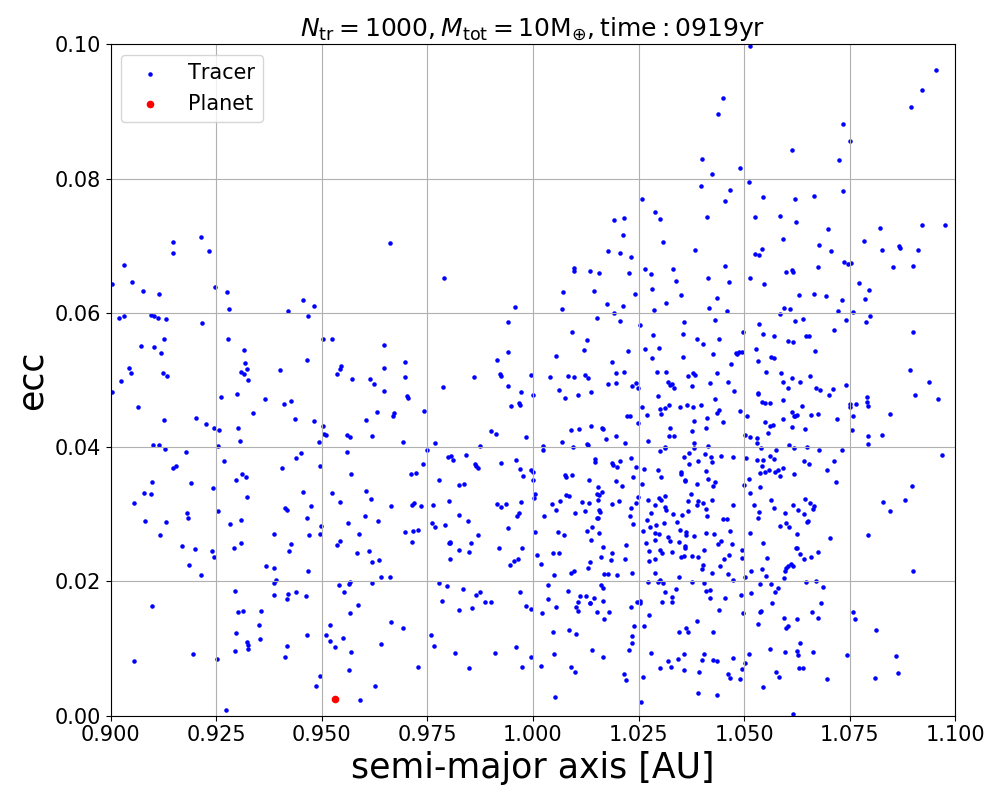 N_tr = 1000, M_tot = 10M_⊕, time : 0919yr
Tracer
Planet
ecc
0.10
0.08
0.06
0.04
0.02
0.00
0.900 0.925 0.950 0.975 1.000 1.025 1.050 1.075 1.100
semi-major axis [AU]